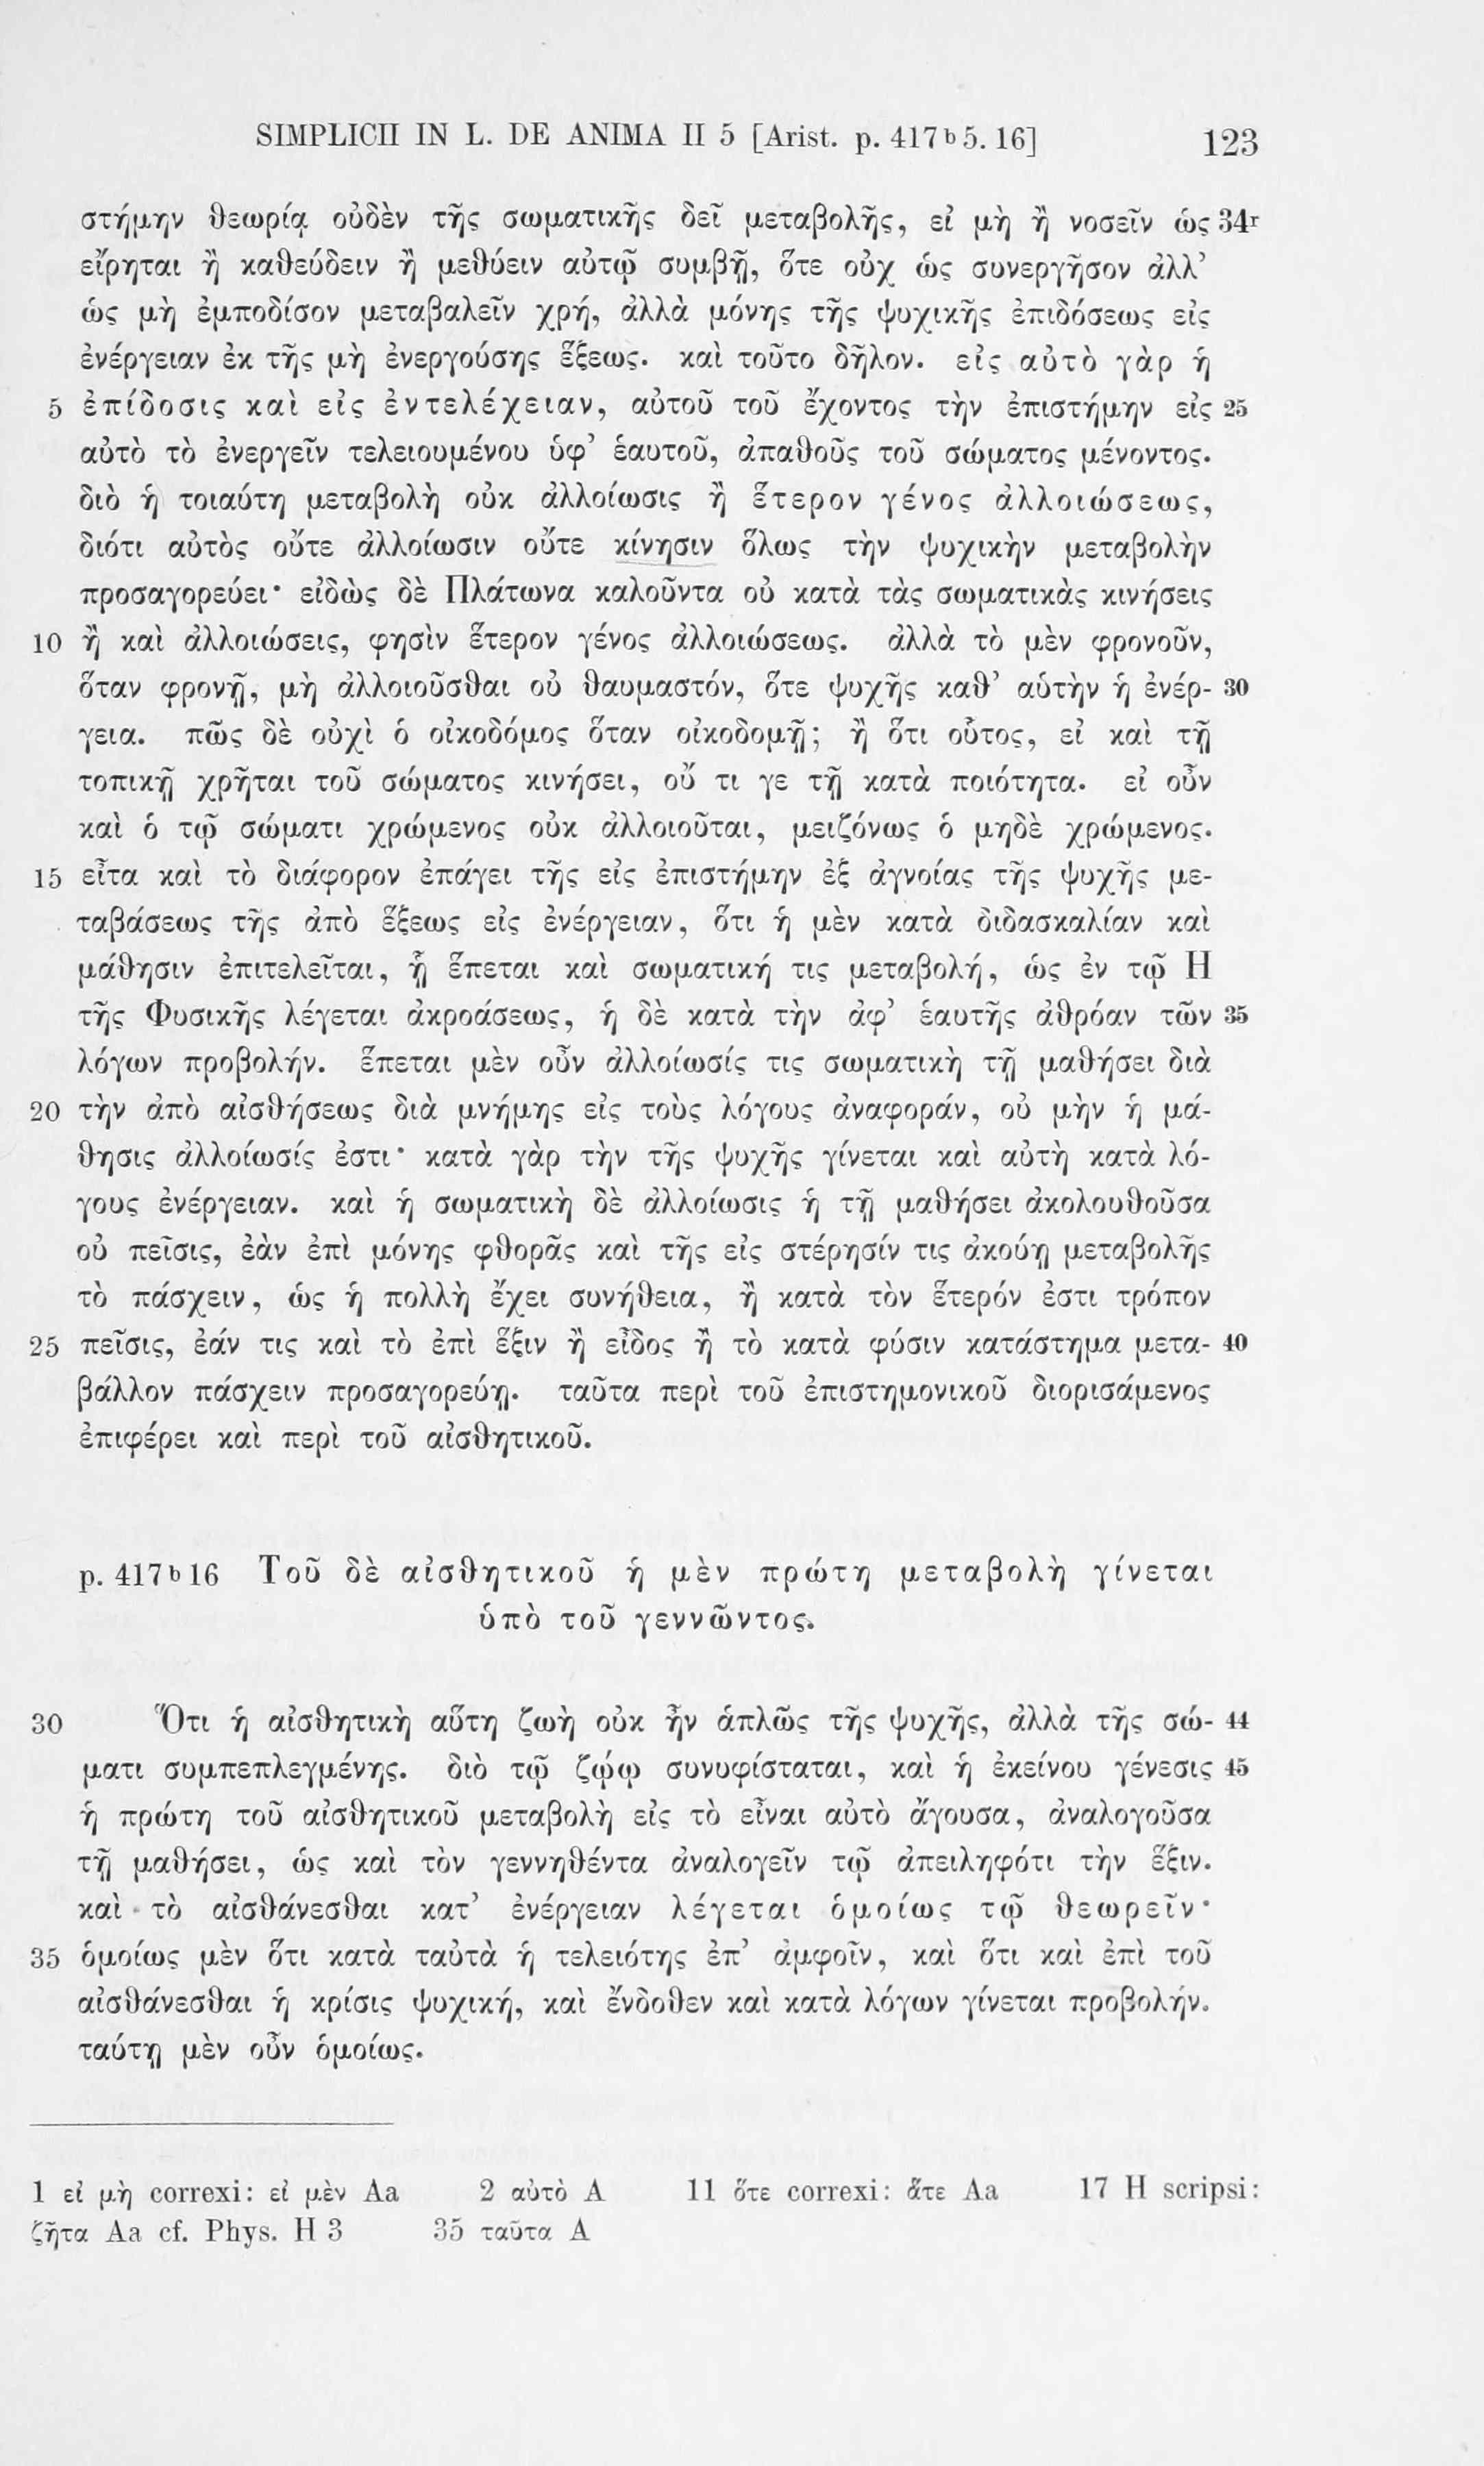 SIMPLICII IN L. DE ANIMA II 5 [Arist. p. 417ᵇ5. 16] 123
στήμην θεωρίᾳ οὐδὲν τῆς σωματικῆς δεῖ μεταβολῆς, εἰ μὴ ἢ νοσεῖν ὡς 34ʳ
εἴρηται ἢ καθεύδειν ἢ μεθύειν αὐτῷ συμβῇ, ὅτε οὐχ ὡς συνεργῆσον ἀλλ’
ὡς μὴ ἐμποδίσον μεταβαλεῖν χρή, ἀλλὰ μόνης τῆς ψυχικῆς ἐπιδόσεως εἰς
ἐνέργειαν ἐκ τῆς μὴ ἐνεργούσης ἕξεως. καὶ τοῦτο δῆλον. εἰς αὐτὸ γὰρ ἡ
5 ἐπίδοσις καὶ εἰς ἐντελέχειαν, αὐτοῦ τοῦ ἔχοντος τὴν ἐπιστήμην εἰς 25
αὐτὸ τὸ ἐνεργεῖν τελειουμένου ὑφ’ ἑαυτοῦ, ἀπαθοῦς τοῦ σώματος μένοντος.
διὸ ἡ τοιαύτη μεταβολὴ οὐκ ἀλλοίωσις ἢ ἕτερον γένος ἀλλοιώσεως,
διότι αὐτὸς οὔτε ἀλλοίωσιν οὔτε κίνησιν ὅλως τὴν ψυχικὴν μεταβολὴν
προσαγορεύει· εἰδὼς δὲ Πλάτωνα καλοῦντα οὐ κατὰ τὰς σωματικὰς κινήσεις
10 ἢ καὶ ἀλλοιώσεις, φησὶν ἕτερον γένος ἀλλοιώσεως. ἀλλὰ τὸ μὲν φρονοῦν,
ὅταν φρονῇ, μὴ ἀλλοιοῦσθαι οὐ θαυμαστόν, ὅτε ψυχῆς καθ’ αὑτὴν ἡ ἐνέρ- 30
γεια. πῶς δὲ οὐχὶ ὁ οἰκοδόμος ὅταν οἰκοδομῇ; ἢ ὅτι οὗτος, εἰ καὶ τῇ
τοπικῇ χρῆται τοῦ σώματος κινήσει, οὔ τι γε τῇ κατὰ ποιότητα. εἰ οὖν
καὶ ὁ τῷ σώματι χρώμενος οὐκ ἀλλοιοῦται, μειζόνως ὁ μηδὲ χρώμενος.
15 εἶτα καὶ τὸ διάφορον ἐπάγει τῆς εἰς ἐπιστήμην ἐξ ἀγνοίας τῆς ψυχῆς με-
ταβάσεως τῆς ἀπὸ ἕξεως εἰς ἐνέργειαν, ὅτι ἡ μὲν κατὰ διδασκαλίαν καὶ
μάθησιν ἐπιτελεῖται, ᾗ ἕπεται καὶ σωματική τις μεταβολή, ὡς ἐν τῷ Η
τῆς Φυσικῆς λέγεται ἀκροάσεως, ἡ δὲ κατὰ τὴν ἀφ’ ἑαυτῆς ἀθρόαν τῶν 35
λόγων προβολήν. ἕπεται μὲν οὖν ἀλλοίωσίς τις σωματικὴ τῇ μαθήσει διὰ
20 τὴν ἀπὸ αἰσθήσεως διὰ μνήμης εἰς τοὺς λόγους ἀναφοράν, οὐ μὴν ἡ μά-
θησις ἀλλοίωσίς ἐστι· κατὰ γὰρ τὴν τῆς ψυχῆς γίνεται καὶ αὐτὴ κατὰ λό-
γους ἐνέργειαν. καὶ ἡ σωματικὴ δὲ ἀλλοίωσις ἡ τῇ μαθήσει ἀκολουθοῦσα
οὐ πεῖσις, ἐὰν ἐπὶ μόνης φθορᾶς καὶ τῆς εἰς στέρησίν τις ἀκούῃ μεταβολῆς
τὸ πάσχειν, ὡς ἡ πολλὴ ἔχει συνήθεια, ἢ κατὰ τὸν ἕτερόν ἐστι τρόπον
25 πεῖσις, ἐάν τις καὶ τὸ ἐπὶ ἕξιν ἢ εἶδος ἢ τὸ κατὰ φύσιν κατάστημα μετα- 40
βάλλον πάσχειν προσαγορεύῃ. ταῦτα περὶ τοῦ ἐπιστημονικοῦ διορισάμενος
ἐπιφέρει καὶ περὶ τοῦ αἰσθητικοῦ.
p. 417ᵇ16 Τοῦ δὲ αἰσθητικοῦ ἡ μὲν πρώτη μεταβολὴ γίνεται
ὑπὸ τοῦ γεννῶντος.
30 Ὅτι ἡ αἰσθητικὴ αὕτη ζωὴ οὐκ ἦν ἁπλῶς τῆς ψυχῆς, ἀλλὰ τῆς σώ- 44
ματι συμπεπλεγμένης. διὸ τῷ ζῴῳ συνυφίσταται, καὶ ἡ ἐκείνου γένεσις 45
ἡ πρώτη τοῦ αἰσθητικοῦ μεταβολὴ εἰς τὸ εἶναι αὐτὸ ἄγουσα, ἀναλογοῦσα
τῇ μαθήσει, ὡς καὶ τὸν γεννηθέντα ἀναλογεῖν τῷ ἀπειληφότι τὴν ἕξιν.
καὶ τὸ αἰσθάνεσθαι κατ’ ἐνέργειαν λέγεται ὁμοίως τῷ θεωρεῖν·
35 ὁμοίως μὲν ὅτι κατὰ ταὐτὰ ἡ τελειότης ἐπ’ ἀμφοῖν, καὶ ὅτι καὶ ἐπὶ τοῦ
αἰσθάνεσθαι ἡ κρίσις ψυχική, καὶ ἔνδοθεν καὶ κατὰ λόγων γίνεται προβολήν.
ταύτῃ μὲν οὖν ὁμοίως.
1 εἰ μὴ correxi: εἰ μὲν Aa 2 αὐτὸ A 11 ὅτε correxi: ἅτε Aa 17 Η scripsi:
ζῆτα Aa cf. Phys. H 3 35 ταῦτα A